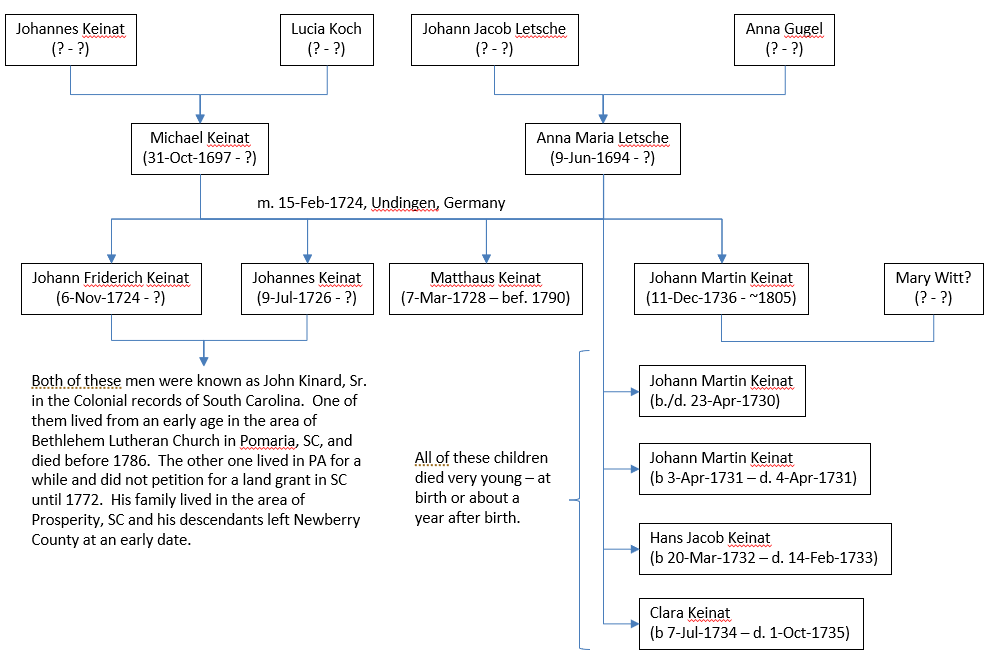 Johannes Keinat
(? - ?)
Lucia Koch
(? - ?)
Johann Jacob Letsche
(? - ?)
Anna Gugel
(? - ?)
Michael Keinat
(31-Oct-1697 - ?)
Anna Maria Letsche
(9-Jun-1694 - ?)
m. 15-Feb-1724, Undingen, Germany
Johann Friderich Keinat
(6-Nov-1724 - ?)
Johannes Keinat
(9-Jul-1726 - ?)
Matthaus Keinat
(7-Mar-1728 – bef. 1790)
Johann Martin Keinat
(11-Dec-1736 - ~1805)
Mary Witt?
(? - ?)
Both of these men were known as John Kinard, Sr.
in the Colonial records of South Carolina.  One of
them lived from an early age in the area of
Bethlehem Lutheran Church in Pomaria, SC, and
died before 1786.  The other one lived in PA for a
while and did not petition for a land grant in SC
until 1772.  His family lived in the area of
Prosperity, SC and his descendants left Newberry
County at an early date.
All of these children
died very young – at
birth or about a
year after birth.
Johann Martin Keinat
(b./d. 23-Apr-1730)
Johann Martin Keinat
(b 3-Apr-1731 – d. 4-Apr-1731)
Hans Jacob Keinat
(b 20-Mar-1732 – d. 14-Feb-1733)
Clara Keinat
(b 7-Jul-1734 – d. 1-Oct-1735)